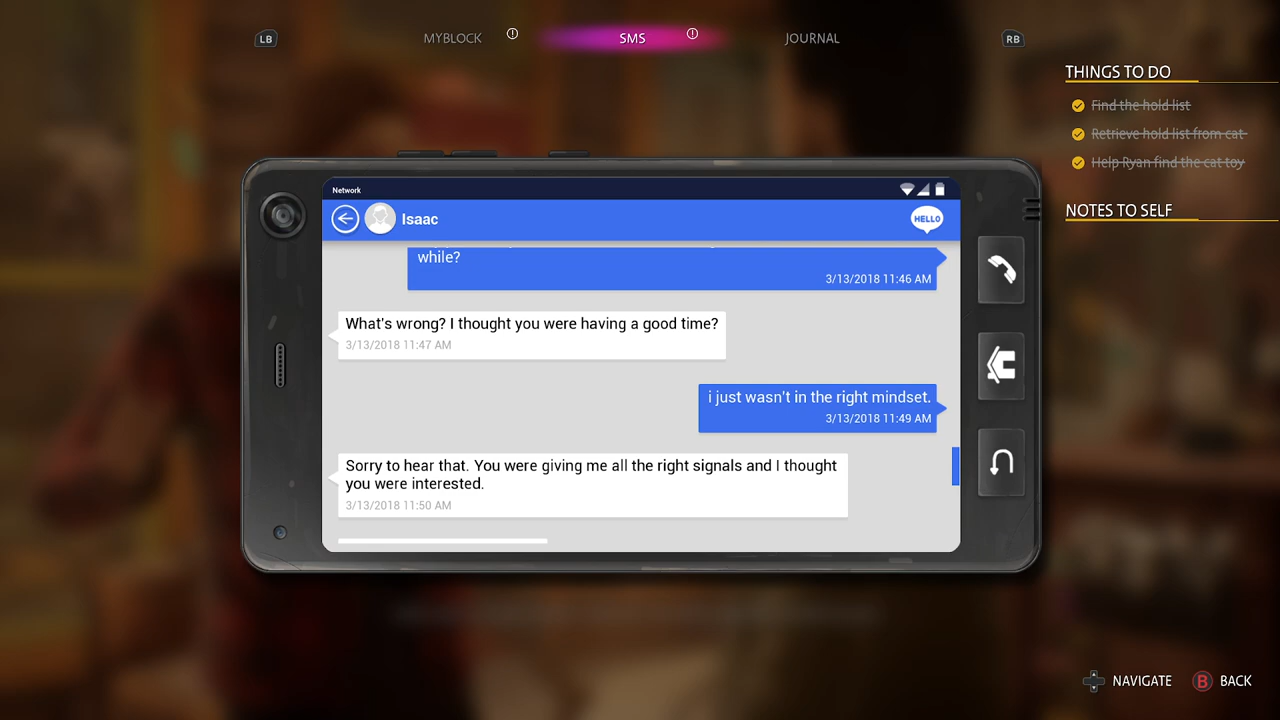 LB
MYBLOCK
SMS
JOURNAL
RB
THINGS TO DO
Find the hold list
Retrieve hold list from cat
Help Ryan find the cat toy
NOTES TO SELF
Network
Isaac
HELLO
while?
3/13/2018 11:46 AM
What's wrong? I thought you were having a good time?
3/13/2018 11:47 AM
i just wasn't in the right mindset.
3/13/2018 11:49 AM
Sorry to hear that. You were giving me all the right signals and I thought
you were interested.
3/13/2018 11:50 AM
NAVIGATE
B BACK